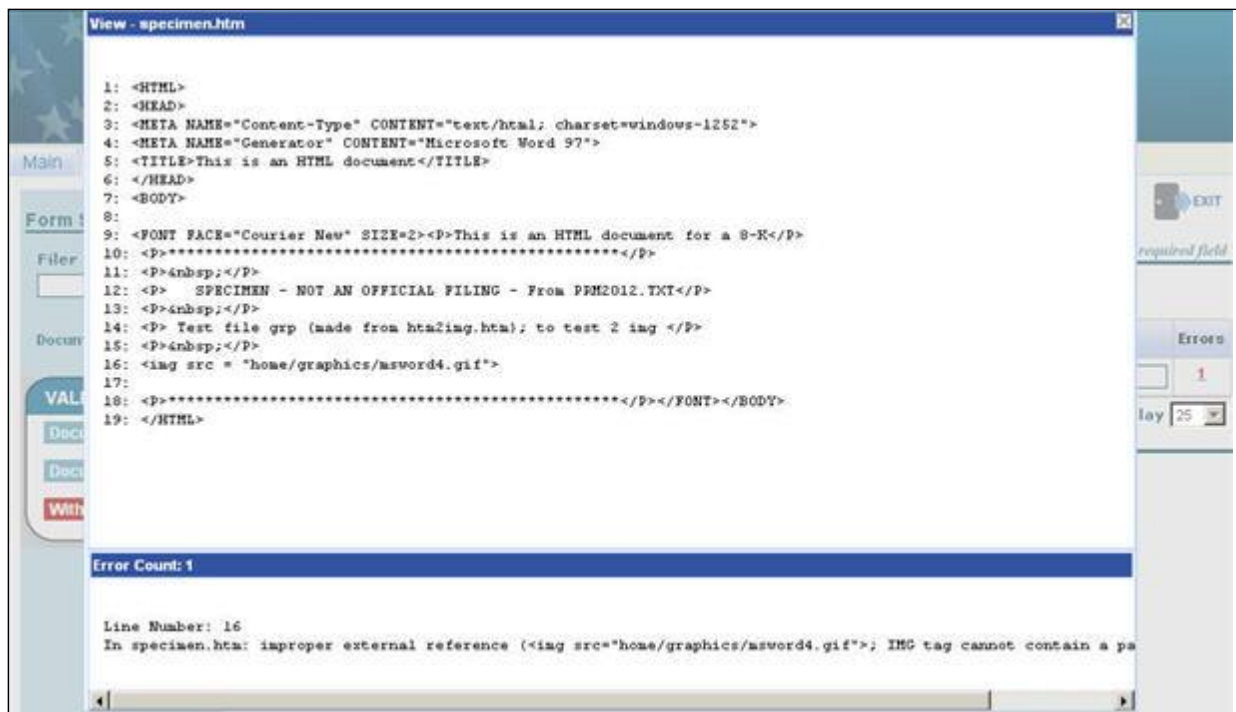 View - specimen.htm
1: <HTML>
2: <HEAD>
3: <META NAME="Content-Type" CONTENT="text/html; charset=windows-1252">
4: <META NAME="Generator" CONTENT="Microsoft Word 97">
5: <TITLE>This is an HTML document</TITLE>
6: </HEAD>
7: <BODY>
8:
9: <FONT FACE="Courier New" SIZE=2><P>This is an HTML document for a 8-K</P>
10: <P>*************************************************</P>
11: <P>&nbsp;</P>
12: <P>   SPECIMEN - NOT AN OFFICIAL FILING - From PRM2012.TXT</P>
13: <P>&nbsp;</P>
14: <P> Test file grp (made from htm2img.htm); to test 2 img </P>
15: <P>&nbsp;</P>
16: <img src = "home/graphics/msword4.gif">
17:
18: <P>*************************************************</P></FONT></BODY>
19: </HTML>
Main
Form S
Filer
Docum
VALI
Docu
Docu
With
EXIT
required field
Errors
1
lay 25
Error Count: 1
Line Number: 16
In specimen.htm: improper external reference (<img src="home/graphics/msword4.gif">; IMG tag cannot contain a pa